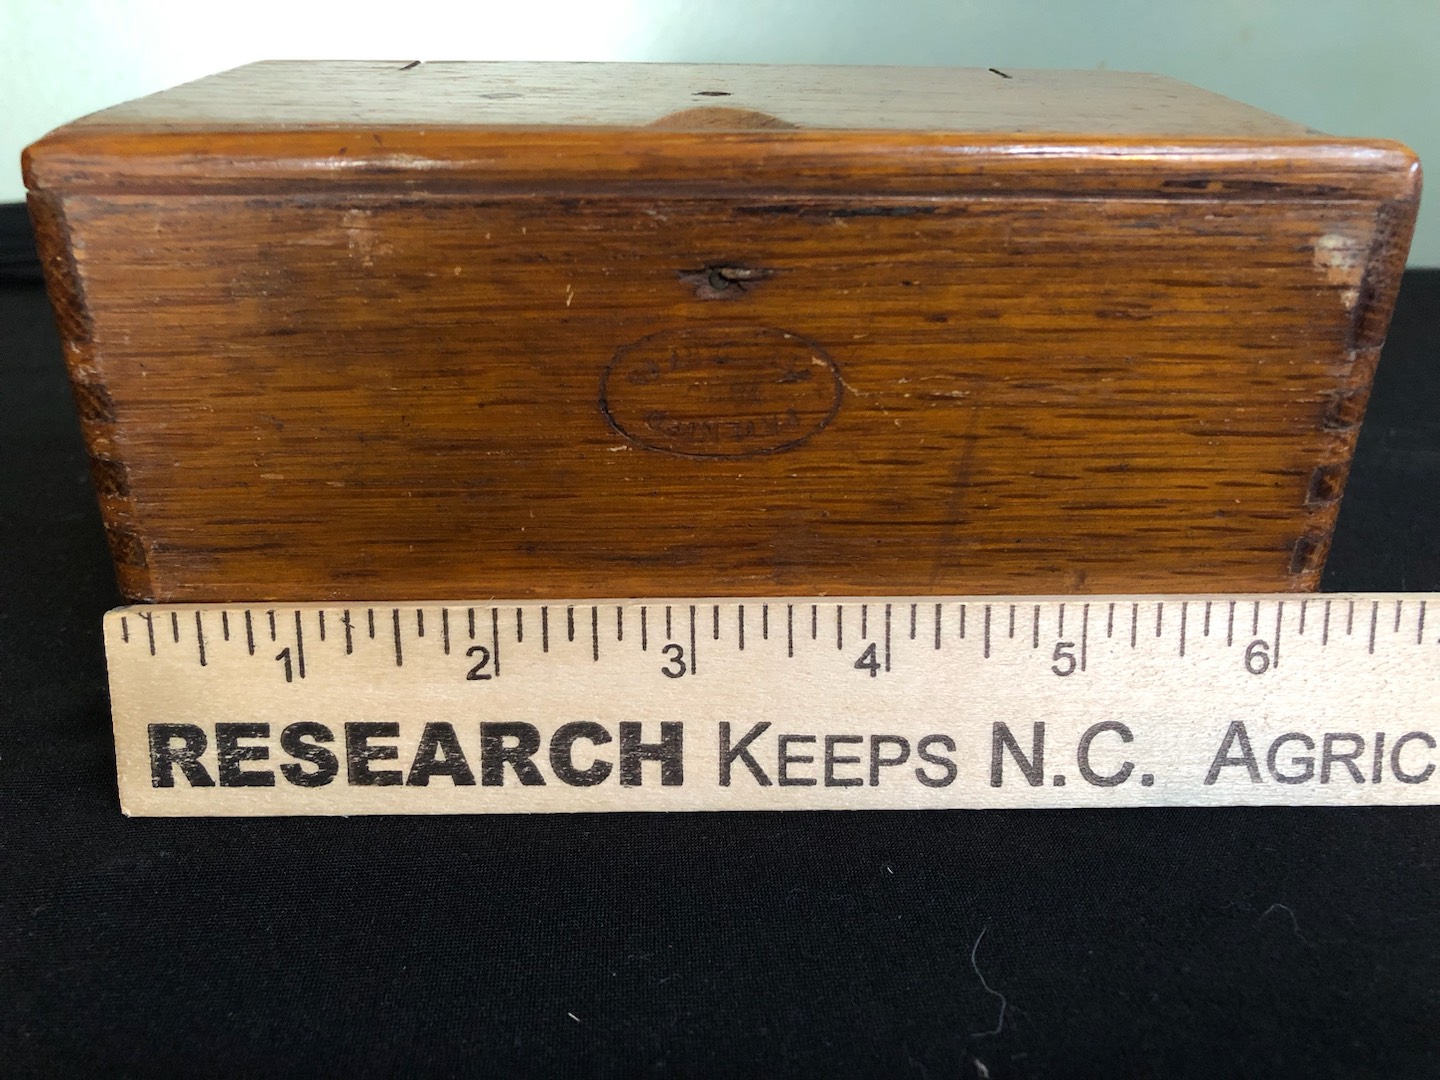 1 2 3 4 5 6
RESEARCH KEEPS N.C. AGRIC